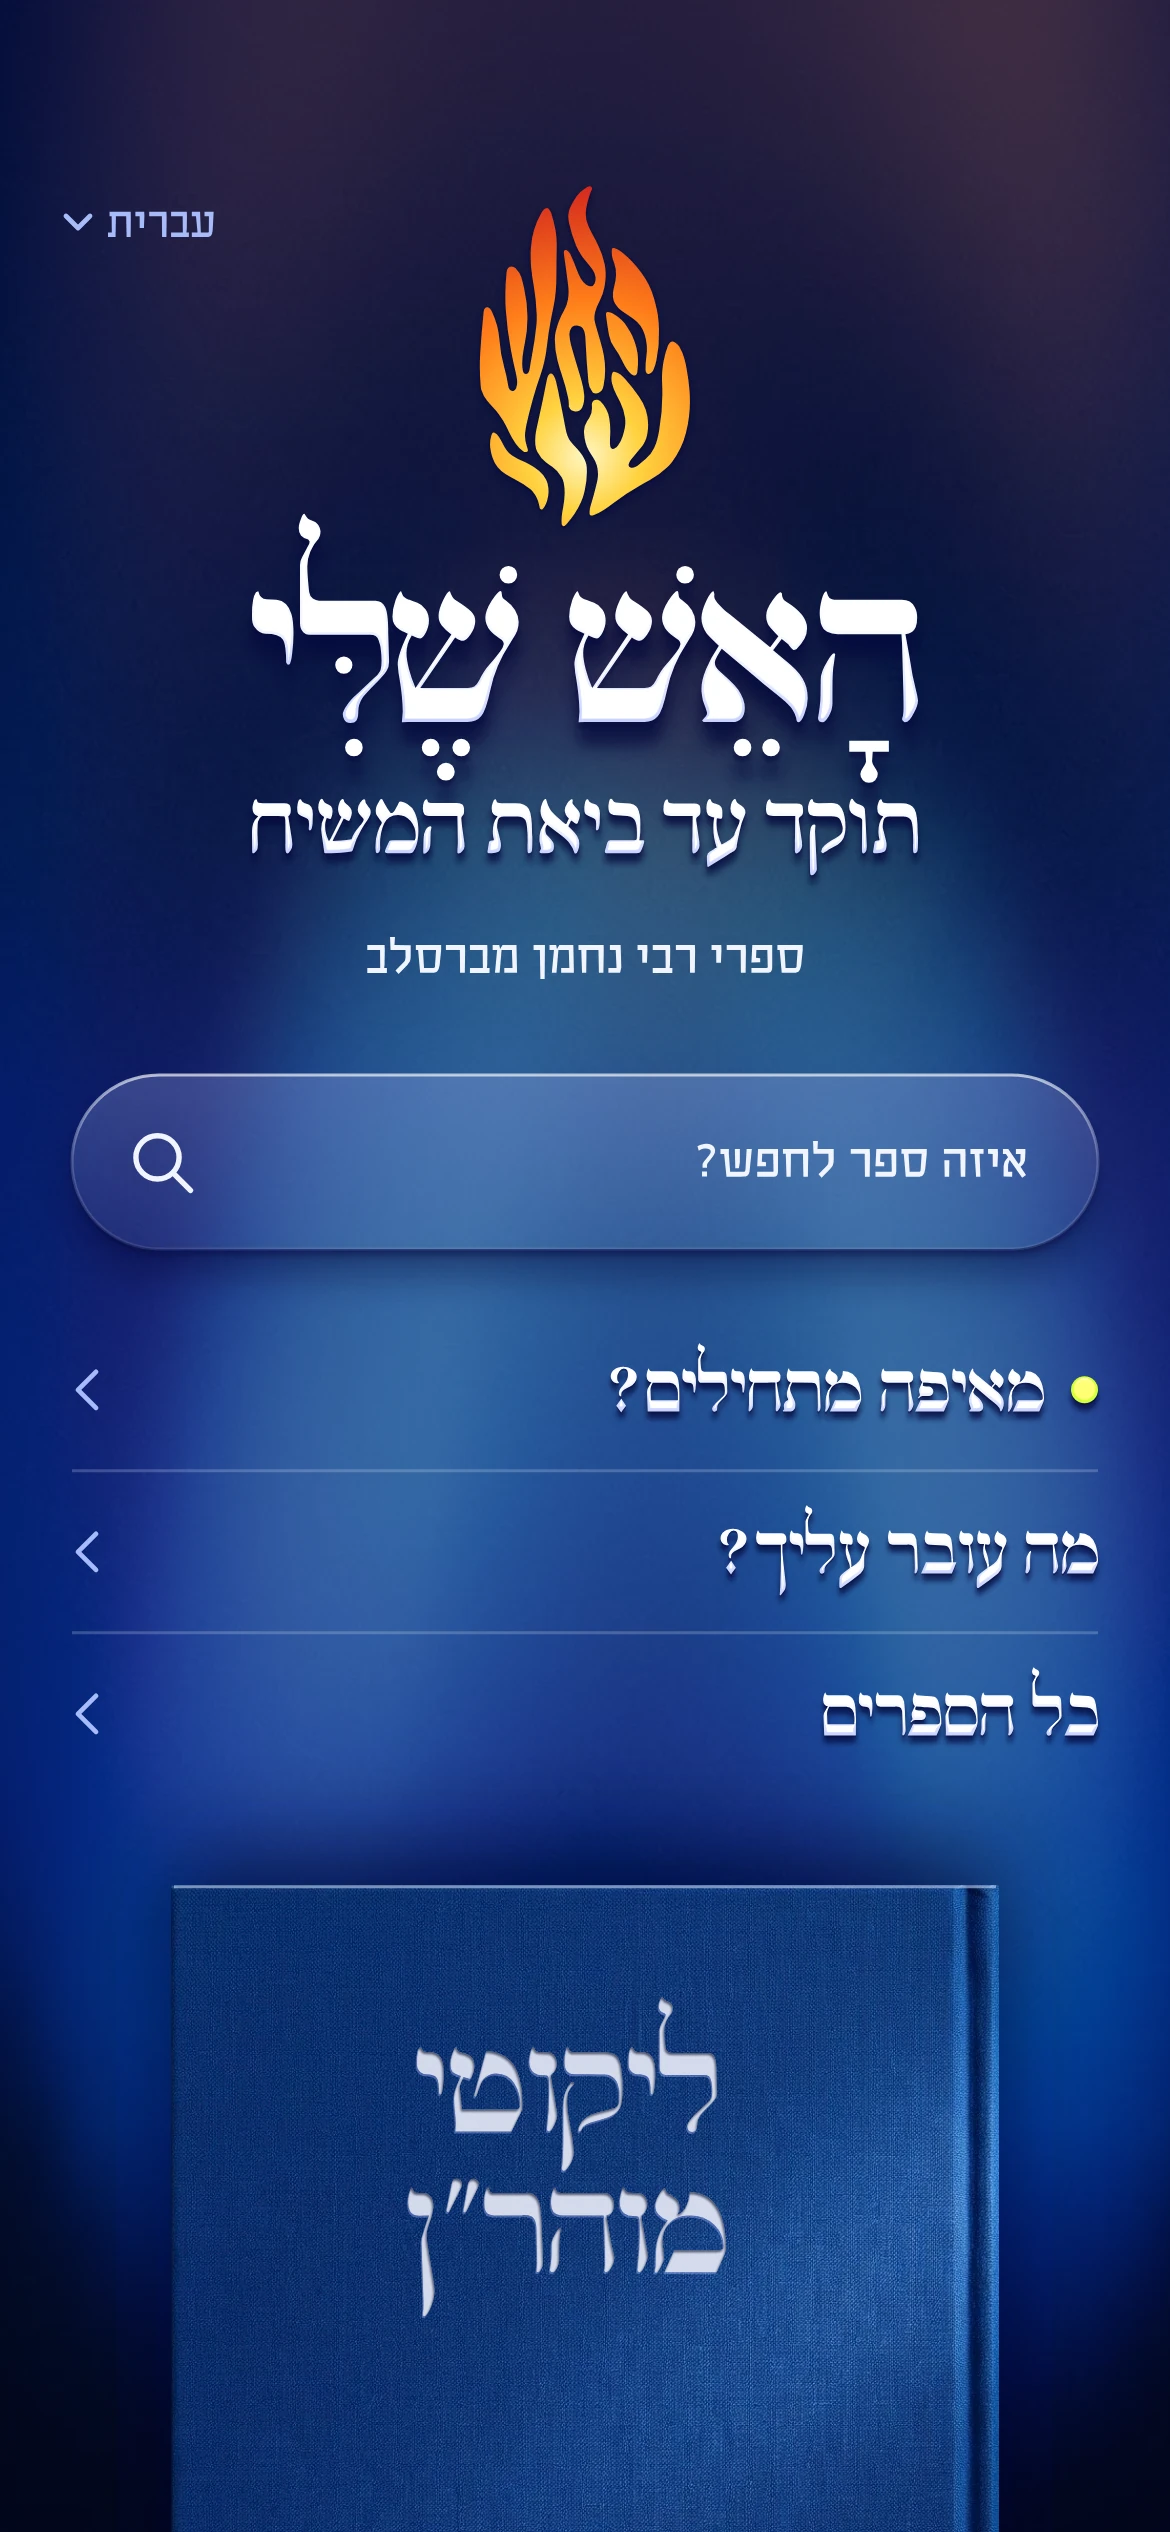 עברית
הָאֵשׁ שֶׁלִּי
תוקד עד ביאת המשיח
ספרי רבי נחמן מברסלב
איזה ספר לחפש?
מאיפה מתחילים?
מה עובר עליך?
כל הספרים
ליקוטי
מוהר״ן